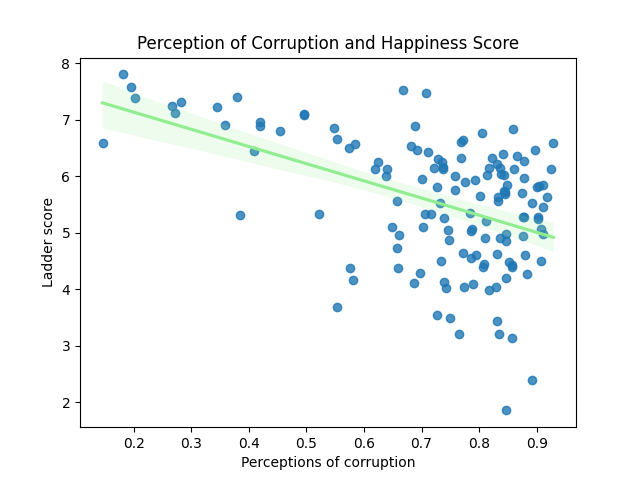 Perception of Corruption and Happiness Score
8
7
6
5
4
3
2
Ladder score
0.2 0.3 0.4 0.5 0.6 0.7 0.8 0.9
Perceptions of corruption